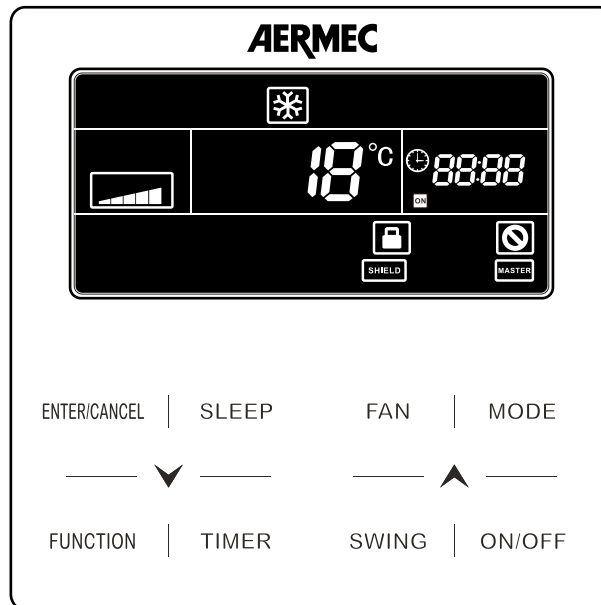 AERMEC
18 °C 88:88
ON
SHIELD MASTER
ENTER/CANCEL SLEEP FAN MODE
FUNCTION TIMER SWING ON/OFF